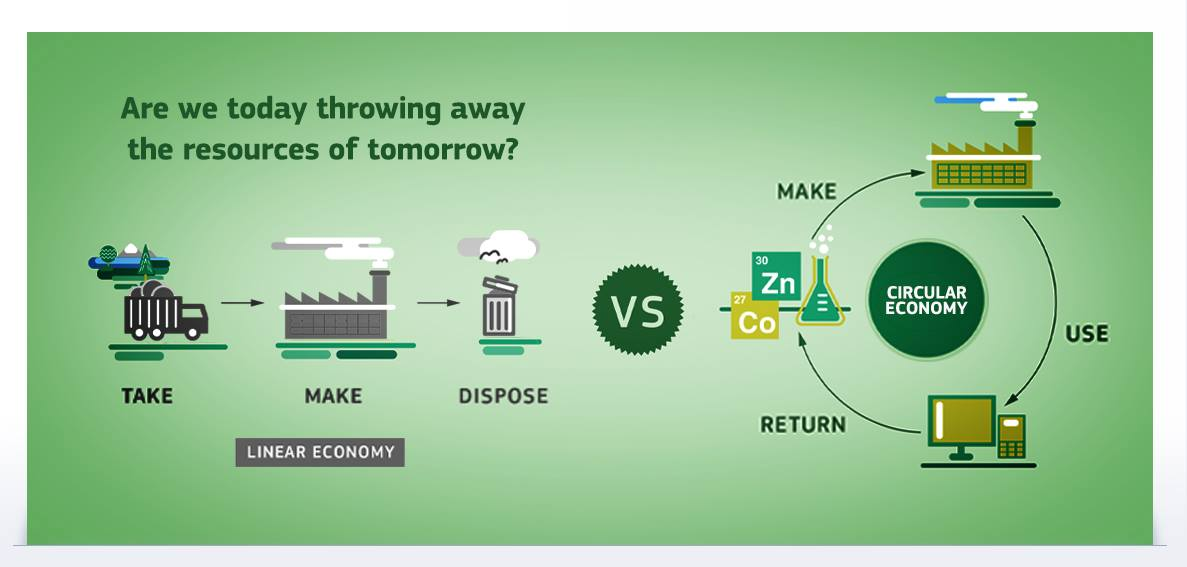 Are we today throwing away
the resources of tomorrow?
TAKE
MAKE
DISPOSE
LINEAR ECONOMY
VS
MAKE
30
Zn
27
Co
CIRCULAR
ECONOMY
USE
RETURN